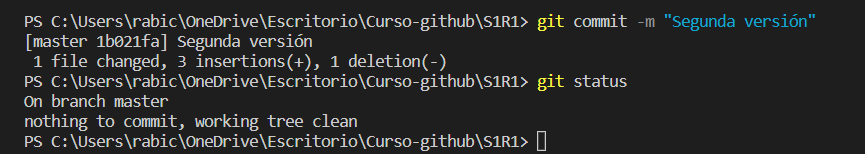 PS C:\Users\rabic\OneDrive\Escritorio\Curso-github\S1R1> git commit -m "Segunda versión"
[master 1b021fa] Segunda versión
 1 file changed, 3 insertions(+), 1 deletion(-)
PS C:\Users\rabic\OneDrive\Escritorio\Curso-github\S1R1> git status
On branch master
nothing to commit, working tree clean
PS C:\Users\rabic\OneDrive\Escritorio\Curso-github\S1R1>